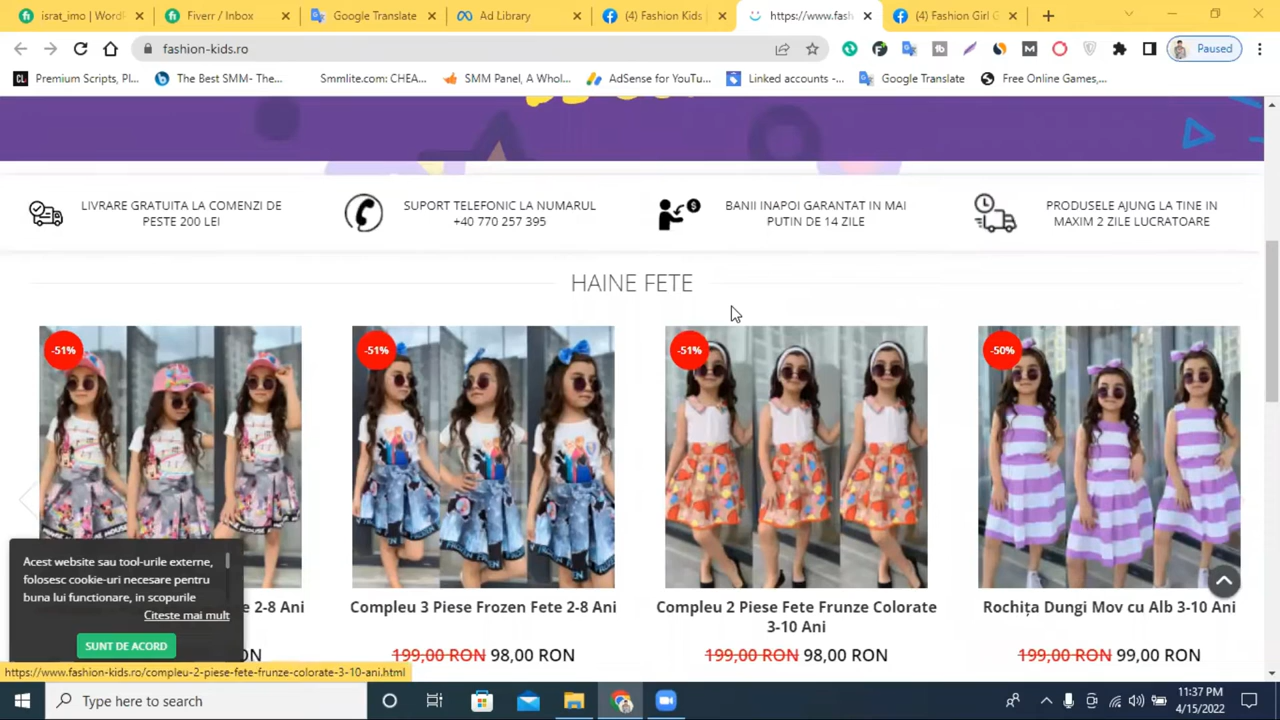 israt_imo | WordP
Fiverr / Inbox
Google Translate
Ad Library
(4) Fashion Kids |
https://www.fash
(4) Fashion Girl G
fashion-kids.ro
Paused
Premium Scripts, Pl...
The Best SMM- The...
Smmlite.com: CHEA...
SMM Panel, A Whol...
AdSense for YouTu...
Linked accounts -...
Google Translate
Free Online Games,...
LIVRARE GRATUITA LA COMENZI DE
PESTE 200 LEI
SUPORT TELEFONIC LA NUMARUL
+40 770 257 395
BANII INAPOI GARANTAT IN MAI
PUTIN DE 14 ZILE
PRODUSELE AJUNG LA TINE IN
MAXIM 2 ZILE LUCRATOARE
HAINE FETE
-51%
-51%
-51%
-50%
Acest website sau tool-urile externe,
folosesc cookie-uri necesare pentru
buna lui functionare, in scopurile
Citeste mai mult
SUNT DE ACORD
2-8 Ani
ON
Compleu 3 Piese Frozen Fete 2-8 Ani
199,00 RON 98,00 RON
Compleu 2 Piese Fete Frunze Colorate
3-10 Ani
199,00 RON 98,00 RON
Rochița Dungi Mov cu Alb 3-10 Ani
199,00 RON 99,00 RON
https://www.fashion-kids.ro/compleu-2-piese-fete-frunze-colorate-3-10-ani.html
Type here to search
11:37 PM
4/15/2022